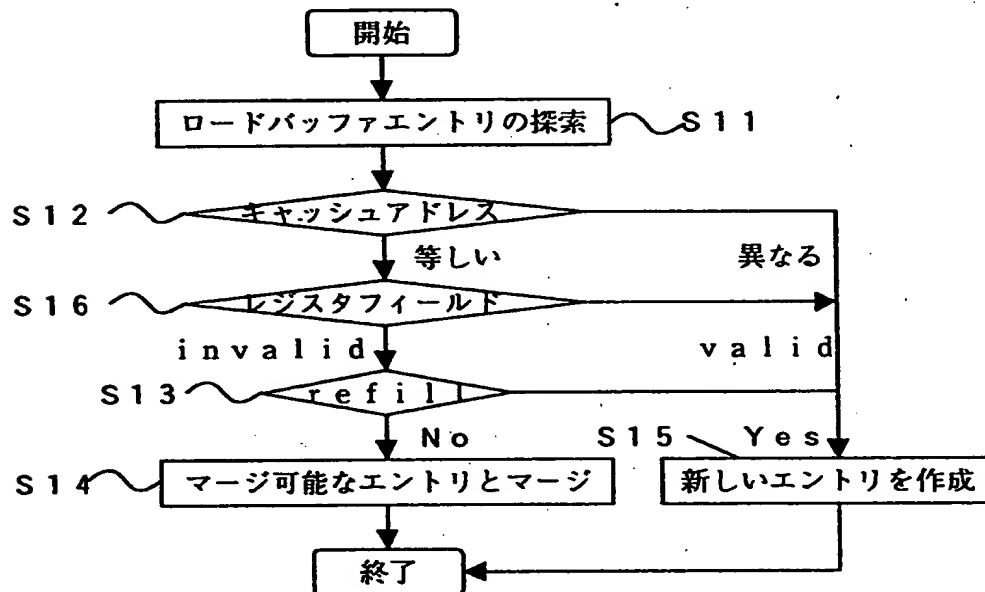 開始
ロードバッファエントリの探索
S11
S12
キャッシュアドレス
等しい
異なる
S16
レジスタフィールド
invalid
valid
S13
refill
No
S15
Yes
S14
マージ可能なエントリとマージ
新しいエントリを作成
終了